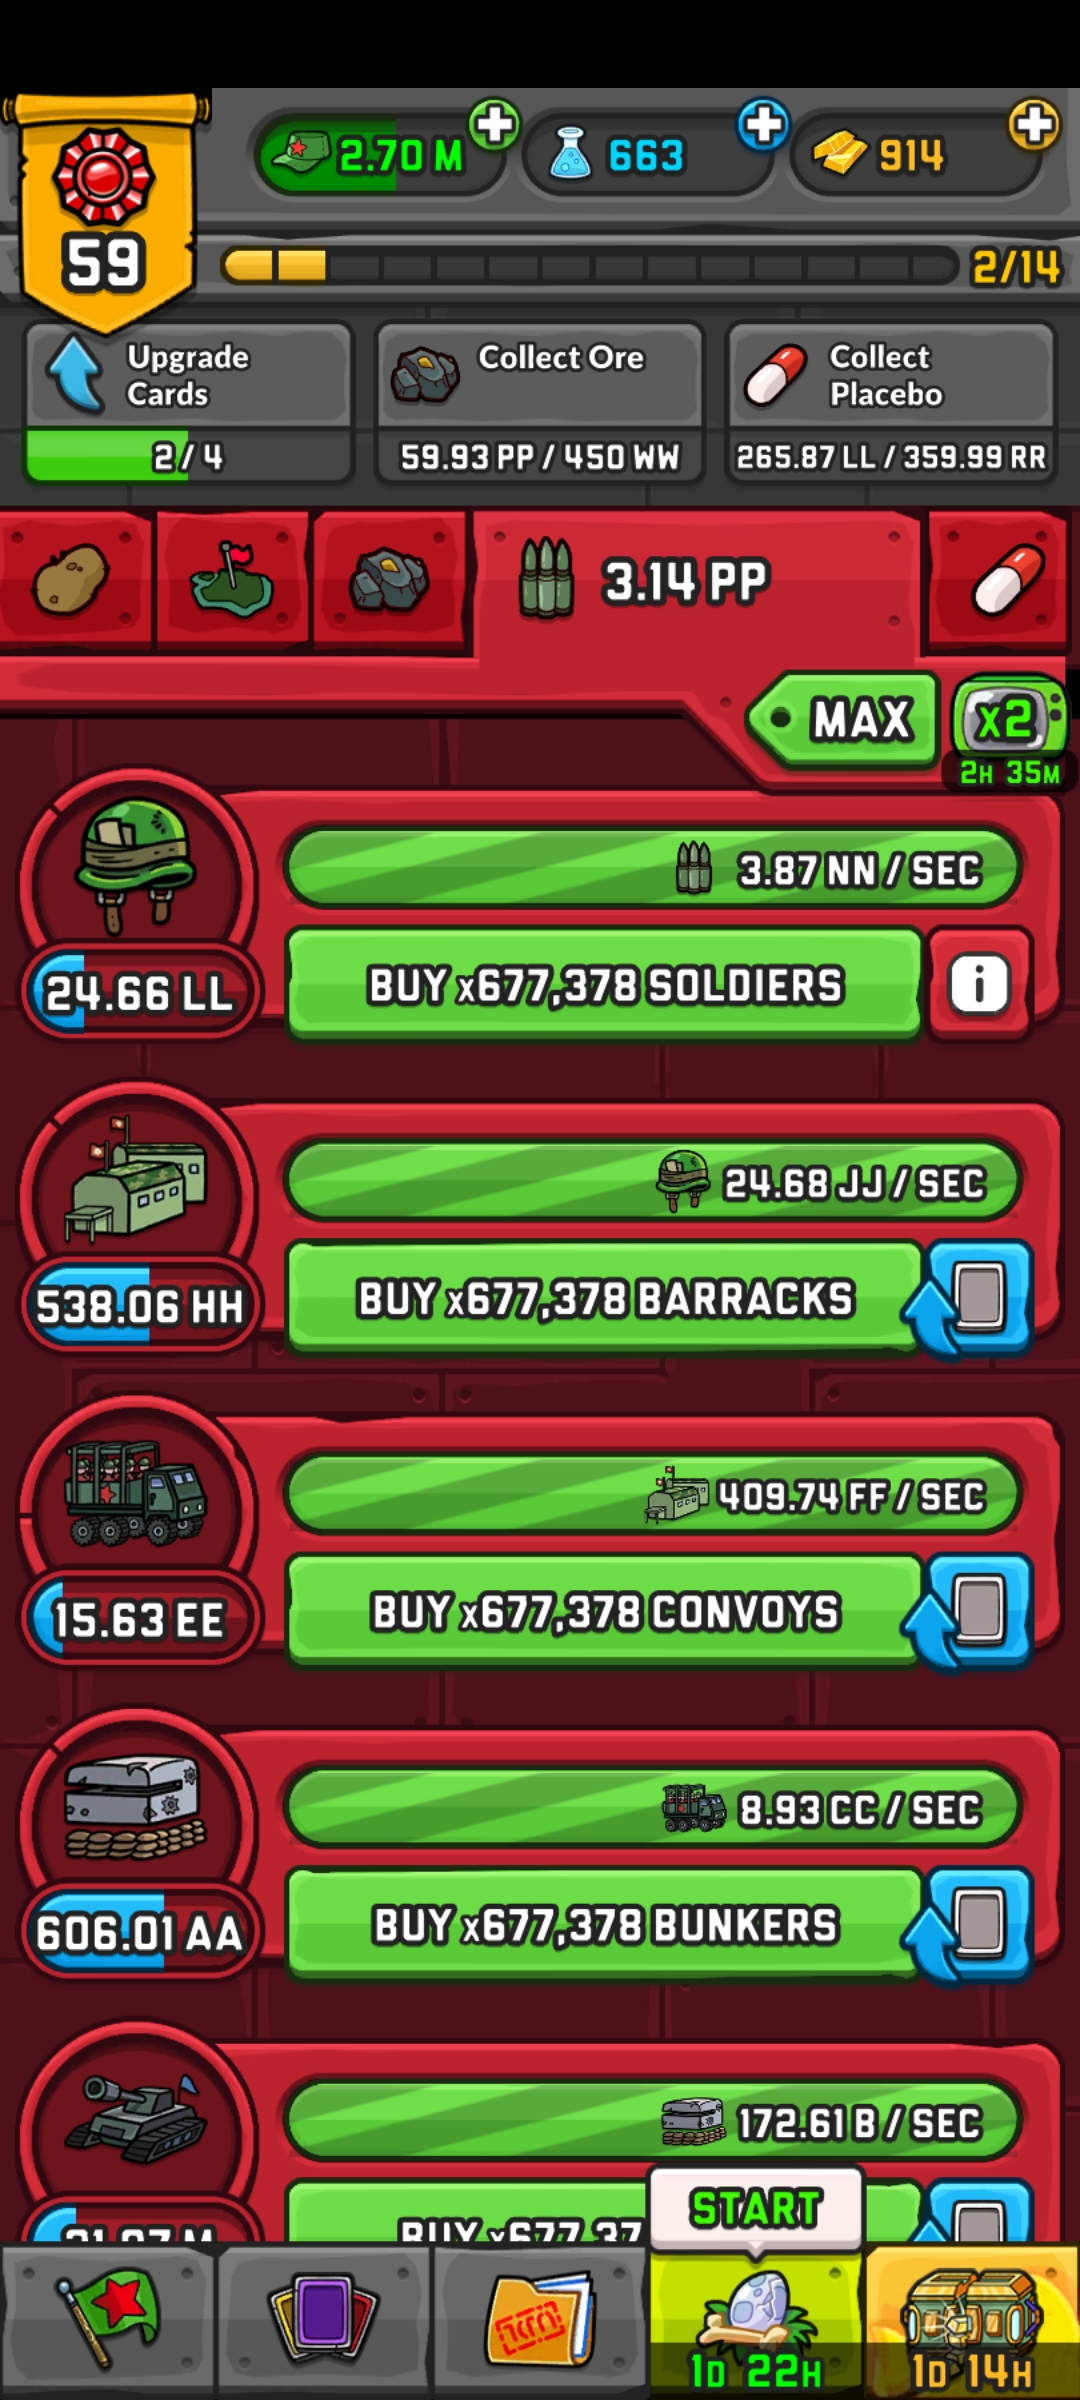 2.70 M
663
914
59
2/14
Upgrade
Cards
2/4
Collect Ore
59.93 PP / 450 WW
Collect
Placebo
265.87 LL / 359.99 RR
3.14 PP
MAX
x2
2H 35M
3.87 NN / SEC
24.66 LL
BUY x677,378 SOLDIERS
i
24.68 JJ / SEC
538.06 HH
BUY x677,378 BARRACKS
409.74 FF / SEC
15.63 EE
BUY x677,378 CONVOYS
8.93 CC / SEC
606.01 AA
BUY x677,378 BUNKERS
172.61 B / SEC
BUY x677,37
START
1D 22H
1D 14H